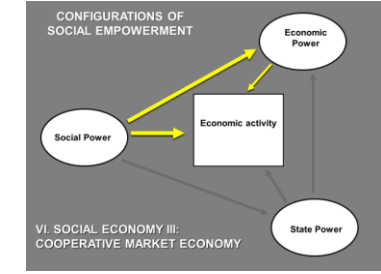 CONFIGURATIONS OF
SOCIAL EMPOWERMENT
Economic
Power
Economic activity
Social Power
State Power
VI. SOCIAL ECONOMY III:
COOPERATIVE MARKET ECONOMY